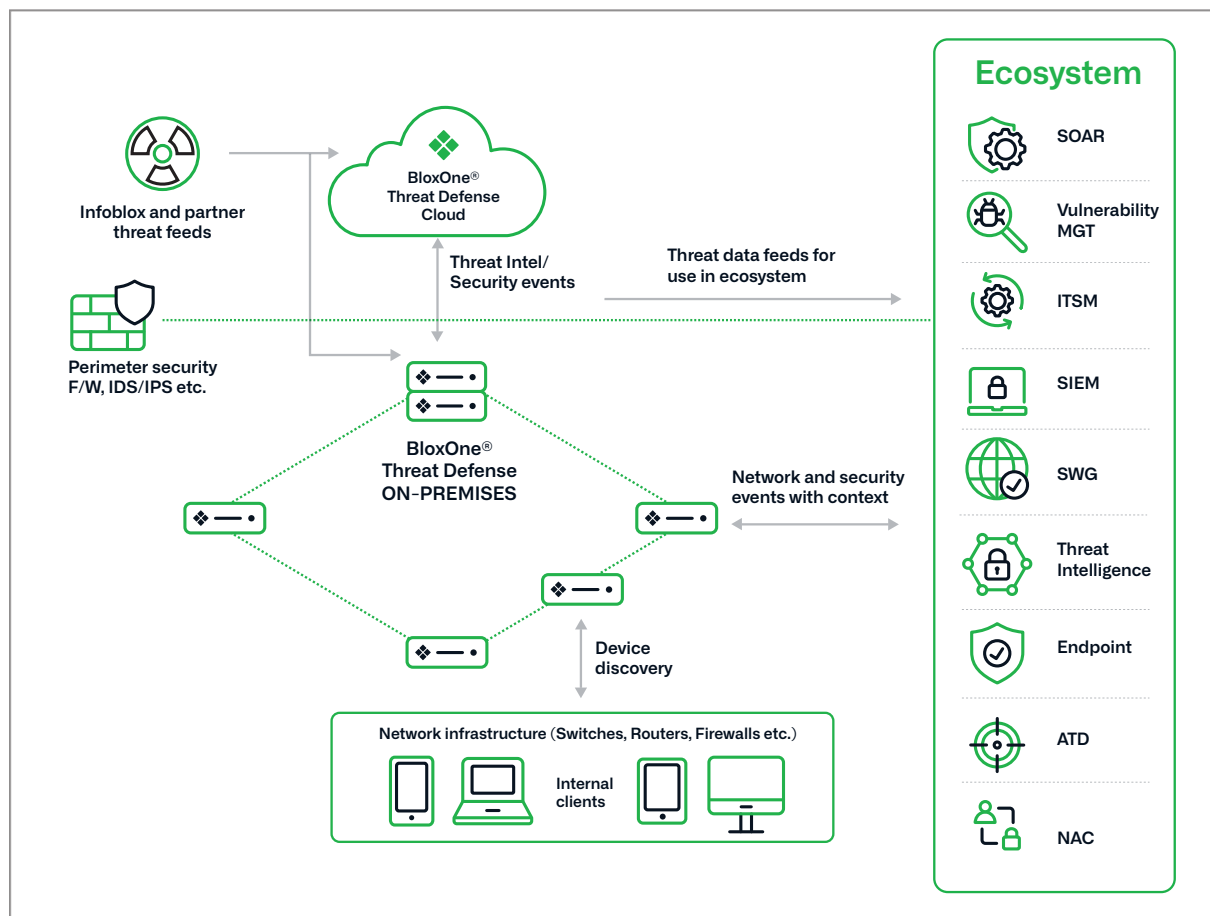 Ecosystem
SOAR
Vulnerability
MGT
ITSM
SIEM
SWG
Threat
Intelligence
Endpoint
ATD
NAC
Infoblox and partner
threat feeds
BloxOne®
Threat Defense
Cloud
Threat Intel/
Security events
Threat data feeds for
use in ecosystem
Perimeter security
F/W, IDS/IPS etc.
BloxOne®
Threat Defense
ON-PREMISES
Network and security
events with context
Device
discovery
Network infrastructure (Switches, Routers, Firewalls etc.)
Internal
clients